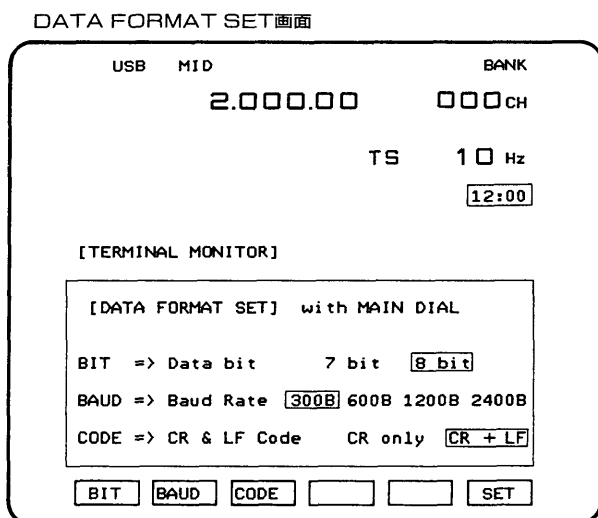 DATA FORMAT SET画面
USB MID BANK
2.000.00 000CH
TS 10 Hz
12:00
[TERMINAL MONITOR]
[DATA FORMAT SET] with MAIN DIAL
BIT => Data bit 7 bit 8 bit
BAUD => Baud Rate 300B 600B 1200B 2400B
CODE => CR & LF Code CR only CR + LF
BIT BAUD CODE SET